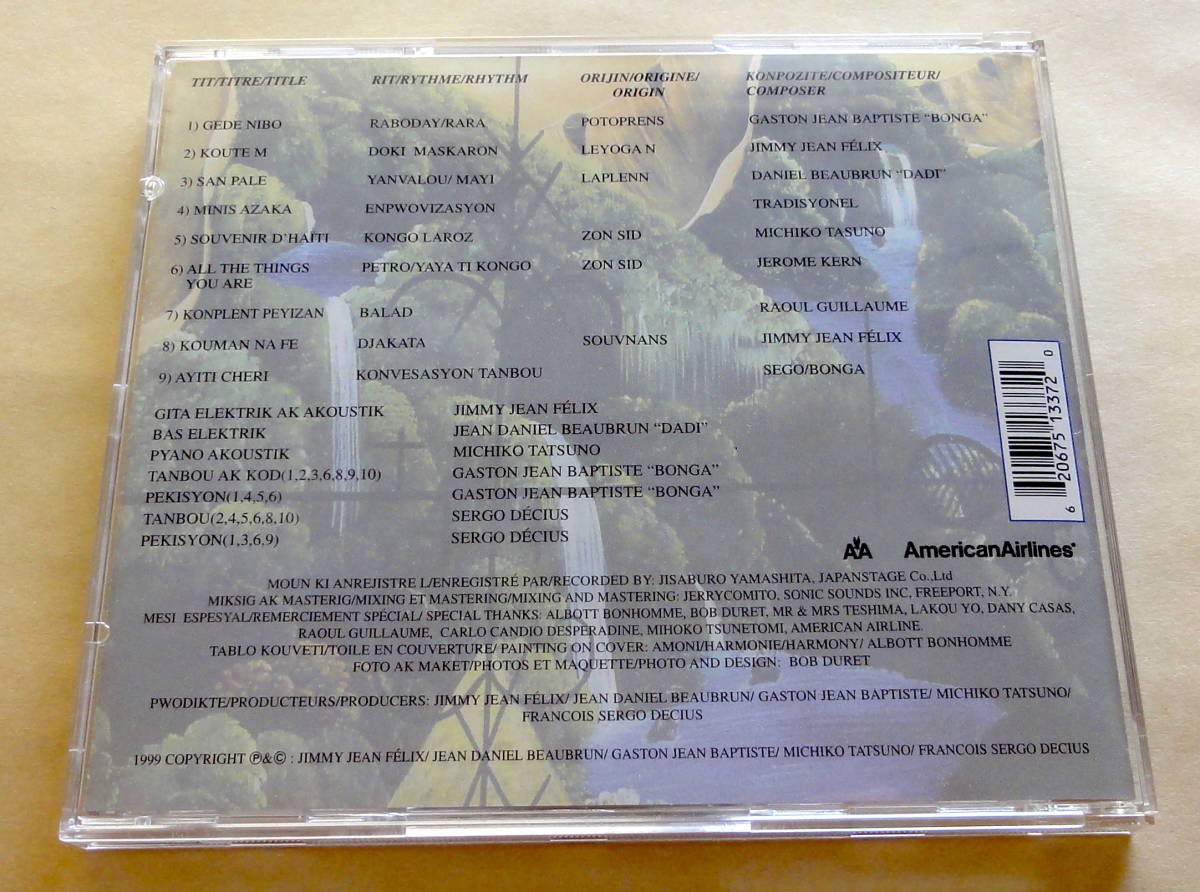 TIT/TITRE/TITLE RIT/RYTHME/RHYTHM ORIJIN/ORIGINE/ KONPOZITE/COMPOSITEUR/
ORIGIN COMPOSER
1) GEDE NIBO RABODAY/RARA POTOPRENS GASTON JEAN BAPTISTE “BONGA”
2) KOUTE M DOKI MASKARON LEYOGA N JIMMY JEAN FÉLIX
3) SAN PALE YANVALOU/ MAYI LAPLENN DANIEL BEAUBRUN “DADI”
4) MINIS AZAKA ENPWOVIZASYON TRADISYONEL
5) SOUVENIR D'HAITI KONGO LAROZ ZON SID MICHIKO TASUNO
6) ALL THE THINGS PETRO/YAYA TI KONGO ZON SID JEROME KERN
YOU ARE
7) KONPLENT PEYIZAN BALAD RAOUL GUILLAUME
8) KOUMAN NA FE DJAKATA SOUVNANS JIMMY JEAN FÉLIX
9) AYITI CHERI KONVESASYON TANBOU SEGO/BONGA
GITA ELEKTRIK AK AKOUSTIK JIMMY JEAN FÉLIX
BAS ELEKTRIK JEAN DANIEL BEAUBRUN “DADI”
PYANO AKOUSTIK MICHIKO TATSUNO
TANBOU AK KOD(1,2,3,6,8,9,10) GASTON JEAN BAPTISTE “BONGA”
PEKISYON(1,4,5,6) GASTON JEAN BAPTISTE “BONGA”
TANBOU(2,4,5,6,8,10) SERGO DÉCIUS
PEKISYON(1,3,6,9) SERGO DÉCIUS
6 20675 13372 0
AA AmericanAirlines
MOUN KI ANREJISTRE L/ENREGISTRÉ PAR/RECORDED BY: JISABURO YAMASHITA, JAPANSTAGE Co.,Ltd
MIKSIG AK MASTERIG/MIXING ET MASTERING/MIXING AND MASTERING: JERRYCOMITO, SONIC SOUNDS INC, FREEPORT, N.Y.
MESI ESPESYAL/REMERCIEMENT SPÉCIAL/ SPECIAL THANKS: ALBOTT BONHOMME, BOB DURET, MR & MRS TESHIMA, LAKOU YO, DANY CASAS,
RAOUL GUILLAUME, CARLO CANDIO DESPERADINE, MIHOKO TSUNETOMI, AMERICAN AIRLINE.
TABLO KOUVETI/TOILE EN COUVERTURE/ PAINTING ON COVER: AMONI/HARMONIE/HARMONY/ ALBOTT BONHOMME
FOTO AK MAKET/PHOTOS ET MAQUETTE/PHOTO AND DESIGN: BOB DURET
PWODIKTE/PRODUCTEURS/PRODUCERS: JIMMY JEAN FÉLIX/ JEAN DANIEL BEAUBRUN/ GASTON JEAN BAPTISTE/ MICHIKO TATSUNO/
FRANCOIS SERGO DECIUS
1999 COPYRIGHT ℗&© : JIMMY JEAN FÉLIX/ JEAN DANIEL BEAUBRUN/ GASTON JEAN BAPTISTE/ MICHIKO TATSUNO/ FRANCOIS SERGO DECIUS